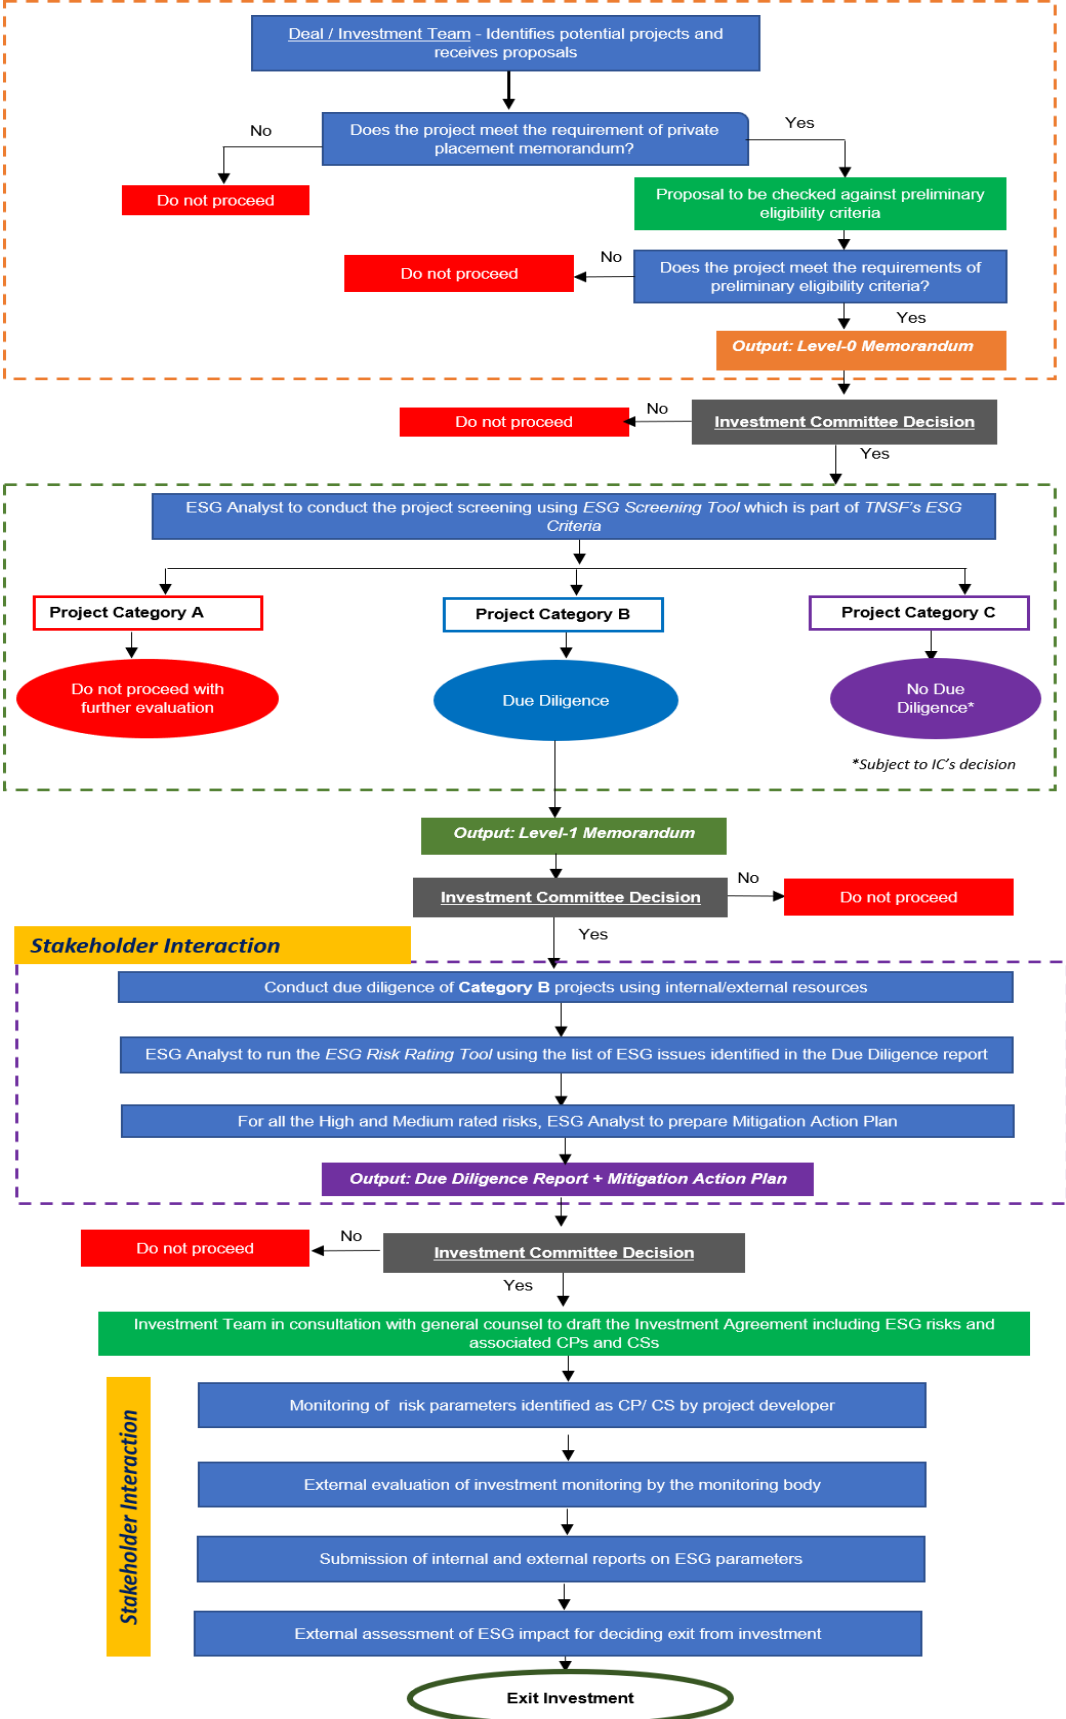 Deal / Investment Team - Identifies potential projects and
receives proposals
No
Does the project meet the requirement of private
placement memorandum?
Yes
Do not proceed
Proposal to be checked against preliminary
eligibility criteria
Do not proceed
No
Does the project meet the requirements of
preliminary eligibility criteria?
Yes
Output: Level-0 Memorandum
Do not proceed
No
Investment Committee Decision
Yes
ESG Analyst to conduct the project screening using ESG Screening Tool which is part of TNSF's ESG
Criteria
Project Category A
Project Category B
Project Category C
Do not proceed with
further evaluation
Due Diligence
No Due
Diligence*
*Subject to IC's decision
Output: Level-1 Memorandum
Investment Committee Decision
No
Do not proceed
Yes
Stakeholder Interaction
Conduct due diligence of Category B projects using internal/external resources
ESG Analyst to run the ESG Risk Rating Tool using the list of ESG issues identified in the Due Diligence report
For all the High and Medium rated risks, ESG Analyst to prepare Mitigation Action Plan
Output: Due Diligence Report + Mitigation Action Plan
Do not proceed
No
Investment Committee Decision
Yes
Investment Team in consultation with general counsel to draft the Investment Agreement including ESG risks and
associated CPs and CSs
Stakeholder Interaction
Monitoring of risk parameters identified as CP/ CS by project developer
External evaluation of investment monitoring by the monitoring body
Submission of internal and external reports on ESG parameters
External assessment of ESG impact for deciding exit from investment
Exit Investment